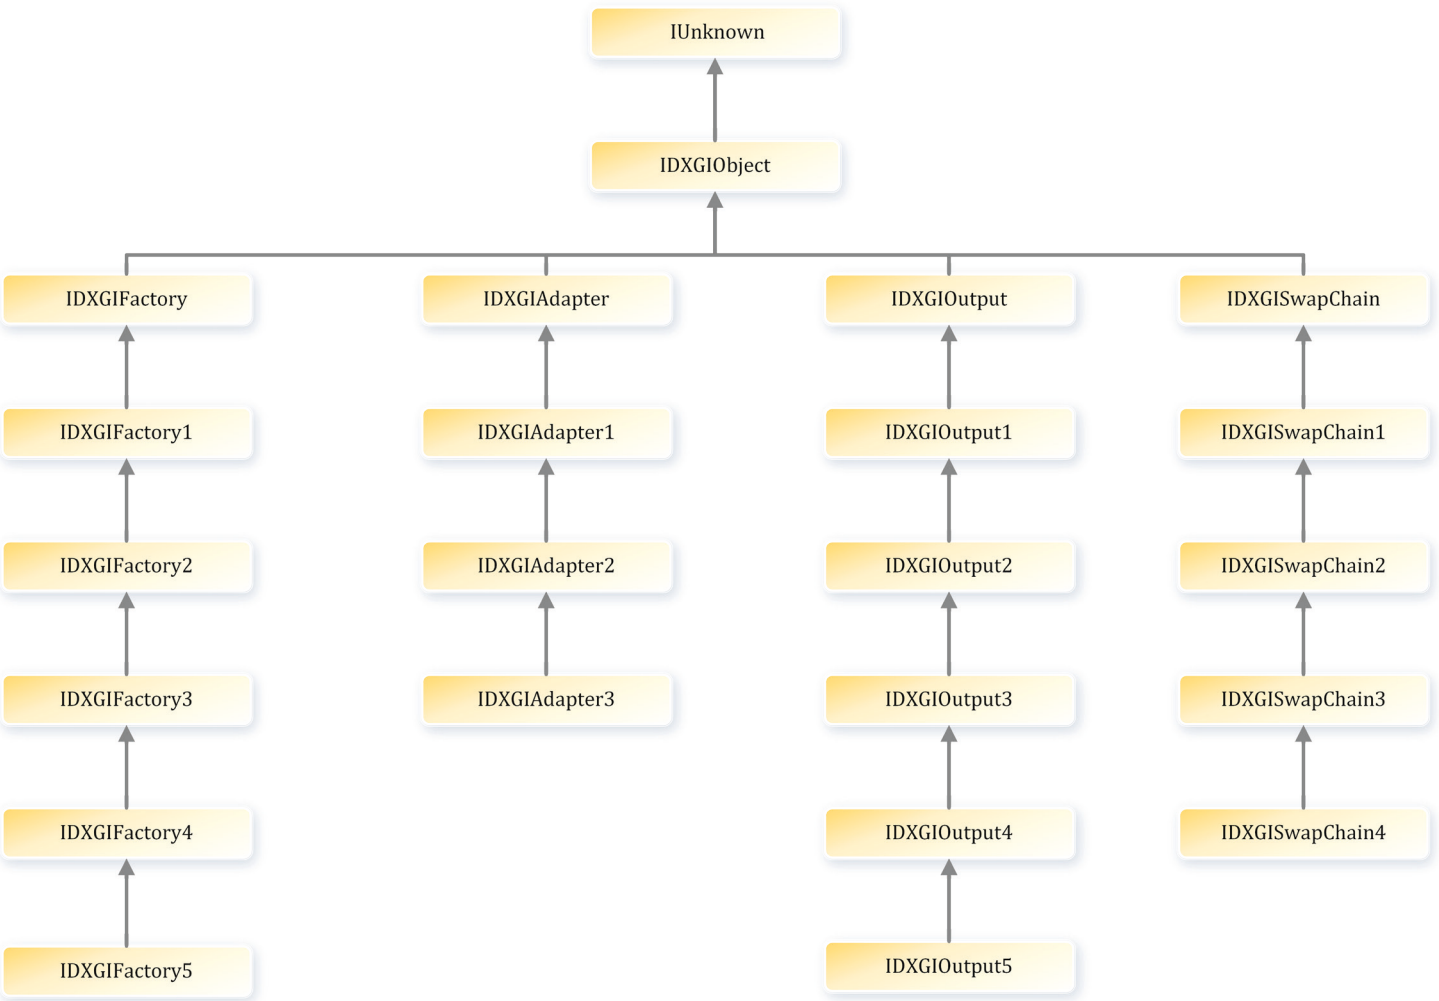 IUnknown
IDXGIObject
IDXGIFactory
IDXGIAdapter
IDXGIOutput
IDXGISwapChain
IDXGIFactory1
IDXGIAdapter1
IDXGIOutput1
IDXGISwapChain1
IDXGIFactory2
IDXGIAdapter2
IDXGIOutput2
IDXGISwapChain2
IDXGIFactory3
IDXGIAdapter3
IDXGIOutput3
IDXGISwapChain3
IDXGIFactory4
IDXGIOutput4
IDXGISwapChain4
IDXGIFactory5
IDXGIOutput5